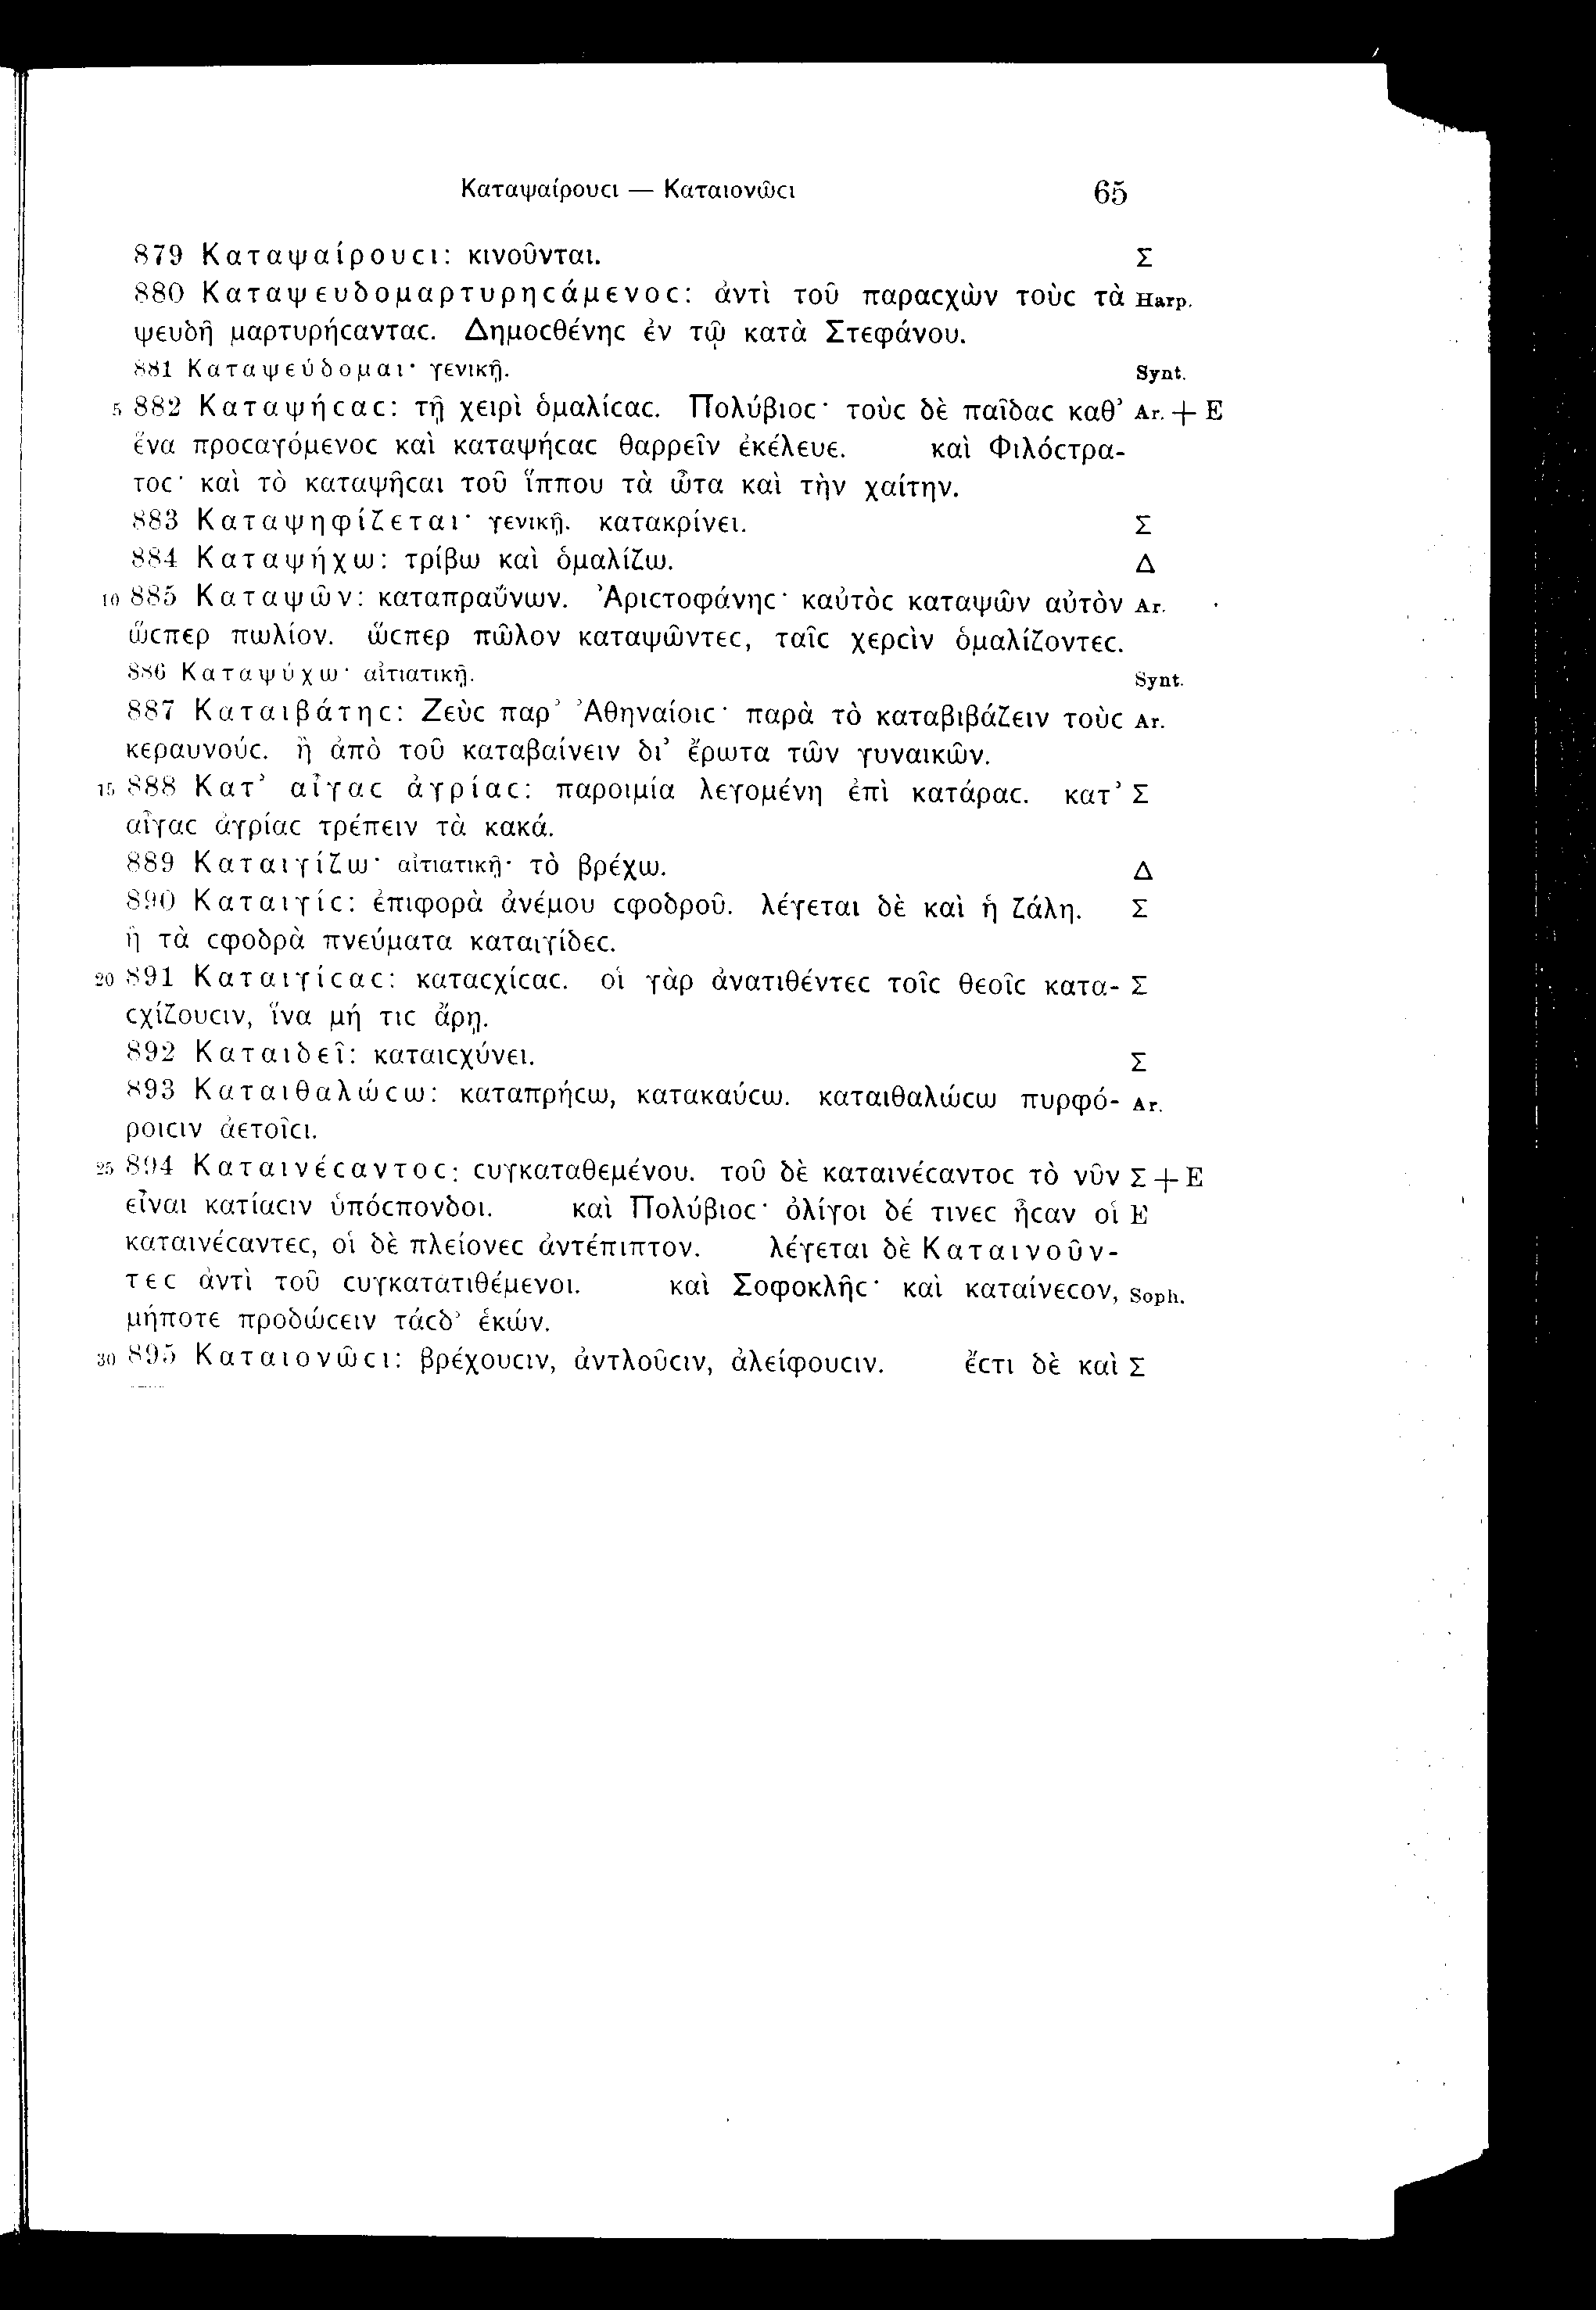 Καταψαίρουϲι — Καταιονῶϲι 65
879 Καταψαίρουϲι: κινοῦνται. Σ
880 Καταψευδομαρτυρηϲάμενοϲ: ἀντὶ τοῦ παραϲχὼν τοὺϲ τὰ Harp.
ψευδῆ μαρτυρήϲανταϲ. Δημοϲθένηϲ ἐν τῷ κατὰ Στεφάνου.
881 Καταψεύδομαι· γενικῇ. Synt.
5 882 Καταψήϲαϲ: τῇ χειρὶ ὁμαλίϲαϲ. Πολύβιοϲ· τοὺϲ δὲ παῖδαϲ καθ’ Ar. + E
ἕνα προϲαγόμενοϲ καὶ καταψήϲαϲ θαρρεῖν ἐκέλευε. καὶ Φιλόϲτρα-
τοϲ· καὶ τὸ καταψῆϲαι τοῦ ἵππου τὰ ὦτα καὶ τὴν χαίτην.
883 Καταψηφίζεται· γενικῇ. κατακρίνει. Σ
884 Καταψήχω: τρίβω καὶ ὁμαλίζω. Δ
10 885 Καταψῶν: καταπραΰνων. Ἀριϲτοφάνηϲ· καὐτὸϲ καταψῶν αὐτὸν Ar.
ὥϲπερ πωλίον. ὥϲπερ πῶλον καταψῶντεϲ, ταῖϲ χερϲὶν ὁμαλίζοντεϲ.
886 Καταψύχω· αἰτιατικῇ. Synt.
887 Καταιβάτηϲ: Ζεὺϲ παρ’ Ἀθηναίοιϲ· παρὰ τὸ καταβιβάζειν τοὺϲ Ar.
κεραυνούϲ. ἢ ἀπὸ τοῦ καταβαίνειν δι’ ἔρωτα τῶν γυναικῶν.
15 888 Κατ’ αἶγαϲ ἀγρίαϲ: παροιμία λεγομένη ἐπὶ κατάραϲ. κατ’ Σ
αἶγαϲ ἀγρίαϲ τρέπειν τὰ κακά.
889 Καταιγίζω· αἰτιατικῇ· τὸ βρέχω. Δ
890 Καταιγίϲ: ἐπιφορὰ ἀνέμου ϲφοδροῦ. λέγεται δὲ καὶ ἡ ζάλη. Σ
ἢ τὰ ϲφοδρὰ πνεύματα καταιγίδεϲ.
20 891 Καταιγίϲαϲ: καταϲχίϲαϲ. οἱ γὰρ ἀνατιθέντεϲ τοῖϲ θεοῖϲ κατα- Σ
ϲχίζουϲιν, ἵνα μή τιϲ ἄρῃ.
892 Καταιδεῖ: καταιϲχύνει. Σ
893 Καταιθαλώϲω: καταπρήϲω, κατακαύϲω. καταιθαλώϲω πυρφό- Ar.
ροιϲιν ἀετοῖϲι.
25 894 Καταινέϲαντοϲ: ϲυγκαταθεμένου. τοῦ δὲ καταινέϲαντοϲ τὸ νῦν Σ + E
εἶναι κατίαϲιν ὑπόϲπονδοι. καὶ Πολύβιοϲ· ὀλίγοι δέ τινεϲ ἦϲαν οἱ E
καταινέϲαντεϲ, οἱ δὲ πλείονεϲ ἀντέπιπτον. λέγεται δὲ Καταινοῦν-
τεϲ ἀντὶ τοῦ ϲυγκατατιθέμενοι. καὶ Σοφοκλῆϲ· καὶ καταίνεϲον, Soph.
μήποτε προδώϲειν τάϲδ’ ἑκών.
30 895 Καταιονῶϲι: βρέχουϲιν, ἀντλοῦϲιν, ἀλείφουϲιν. ἔϲτι δὲ καὶ Σ